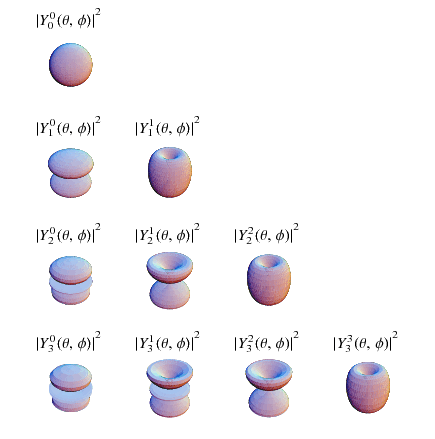 |Y₀⁰(θ, ϕ)|²
|Y₁⁰(θ, ϕ)|² |Y₁¹(θ, ϕ)|²
|Y₂⁰(θ, ϕ)|² |Y₂¹(θ, ϕ)|² |Y₂²(θ, ϕ)|²
|Y₃⁰(θ, ϕ)|² |Y₃¹(θ, ϕ)|² |Y₃²(θ, ϕ)|² |Y₃³(θ, ϕ)|²